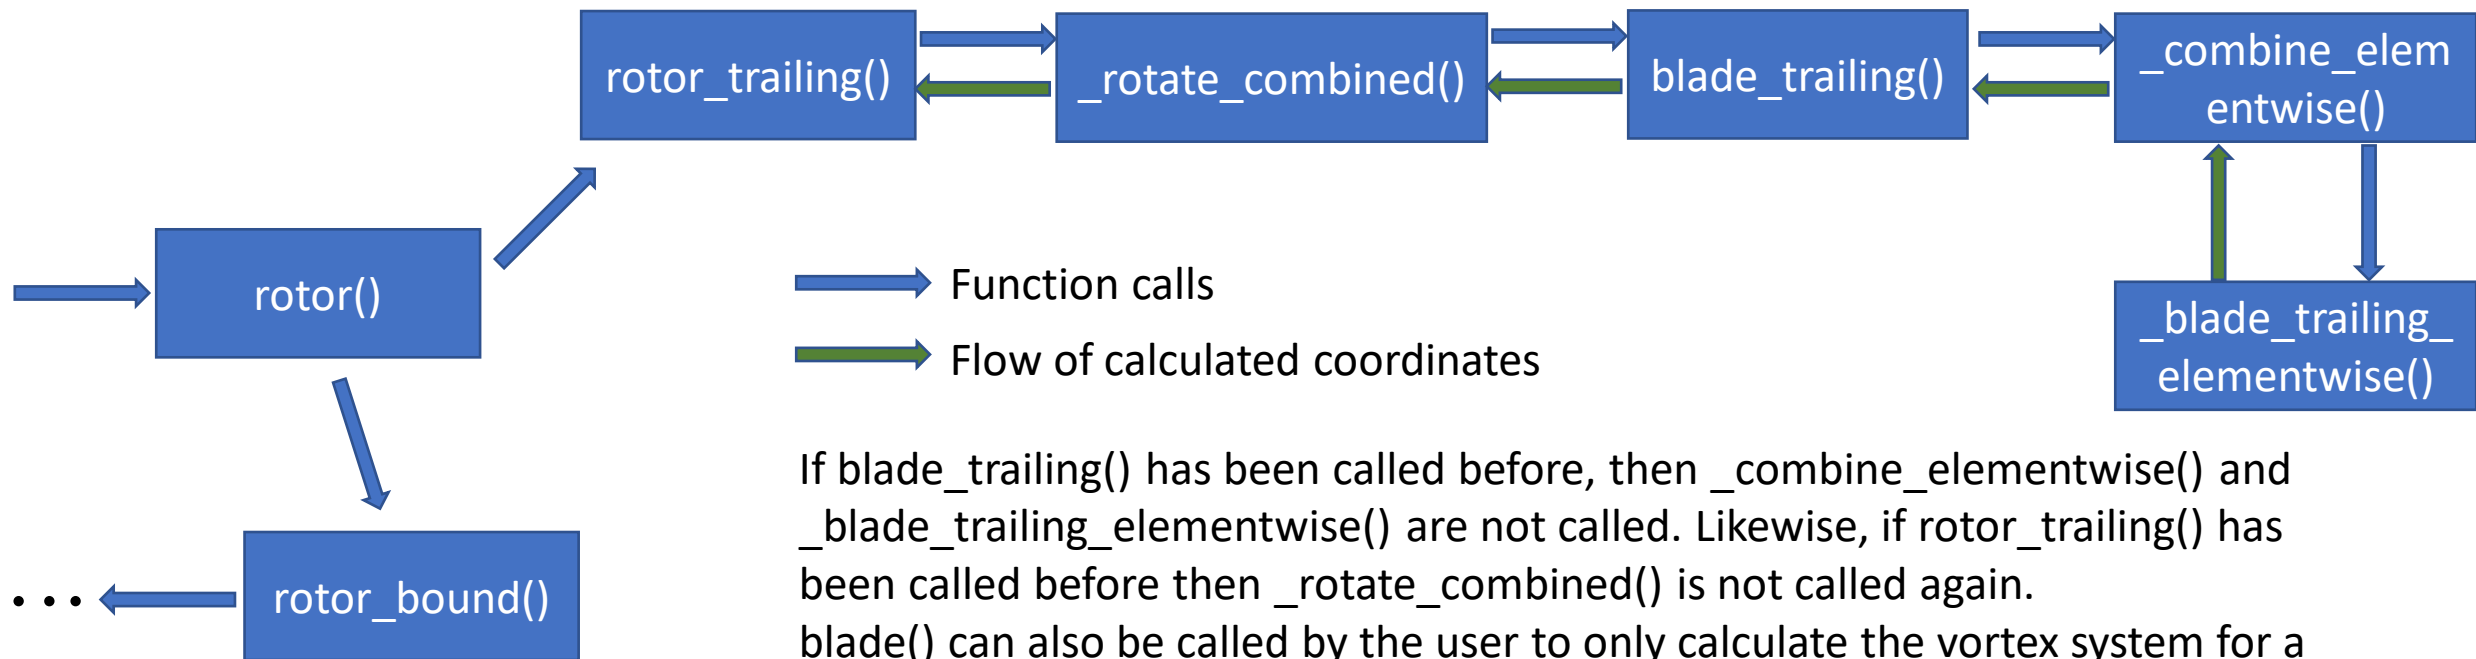 rotor_trailing()
_rotate_combined()
blade_trailing()
_combine_elem
entwise()
rotor()
Function calls
Flow of calculated coordinates
_blade_trailing_
elementwise()
If blade_trailing() has been called before, then _combine_elementwise() and
_blade_trailing_elementwise() are not called. Likewise, if rotor_trailing() has
been called before then _rotate_combined() is not called again.
blade() can also be called by the user to only calculate the vortex system for a
. . .
rotor_bound()